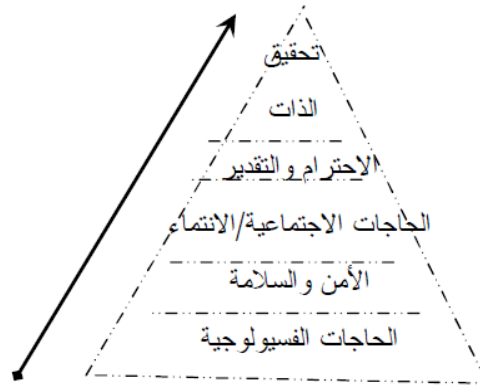 تحقيق
الذات
الاحترام والتقدير
الحاجات الاجتماعية/الانتماء
الأمن والسلامة
الحاجات الفسيولوجية